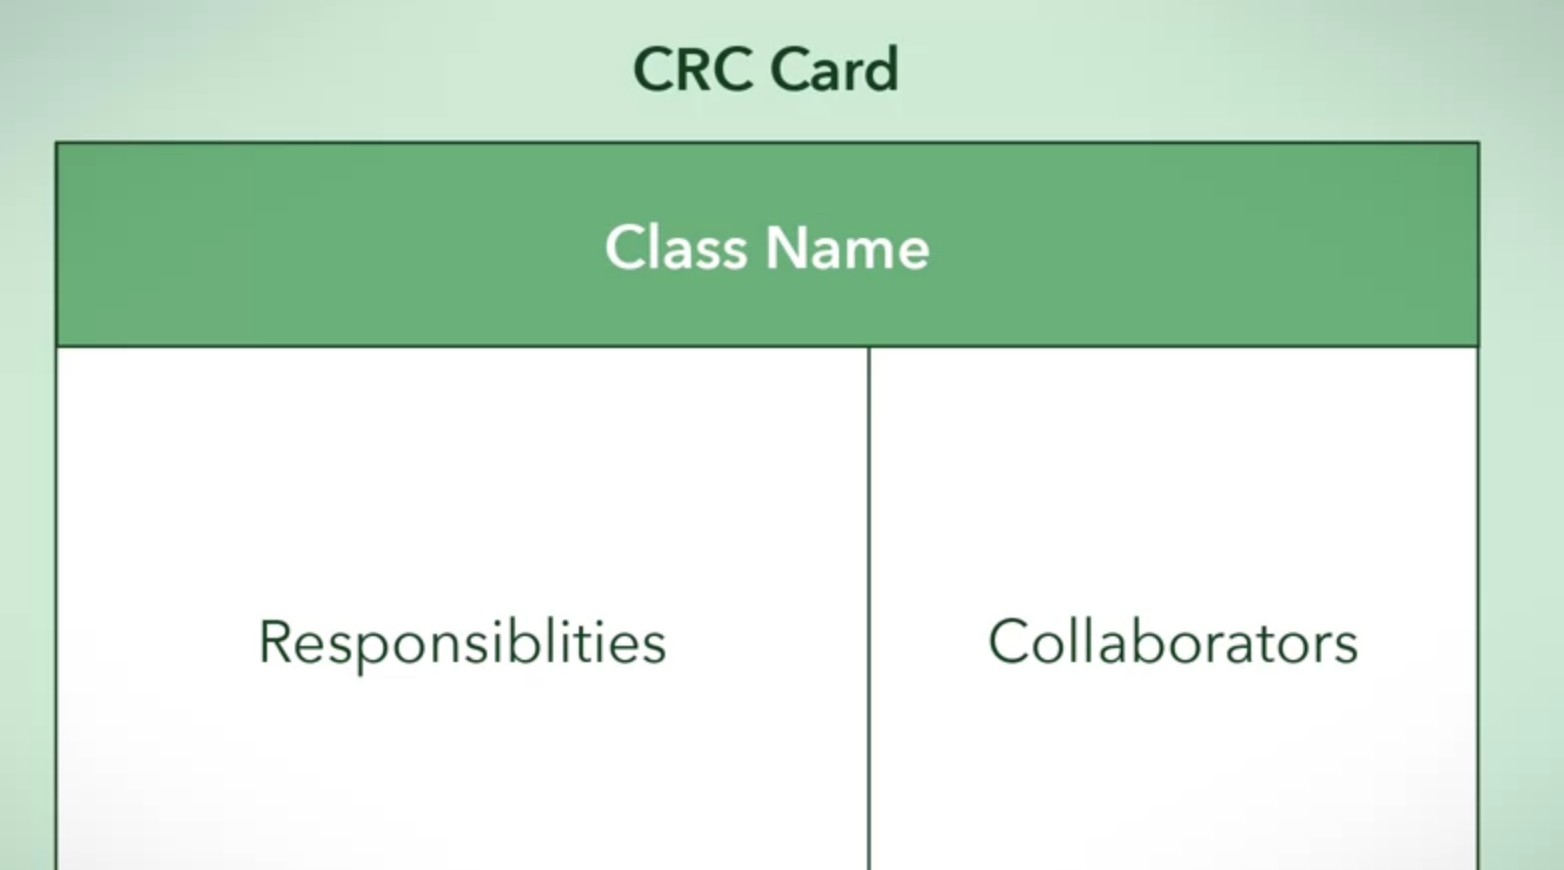 CRC Card
Class Name
Responsiblities
Collaborators